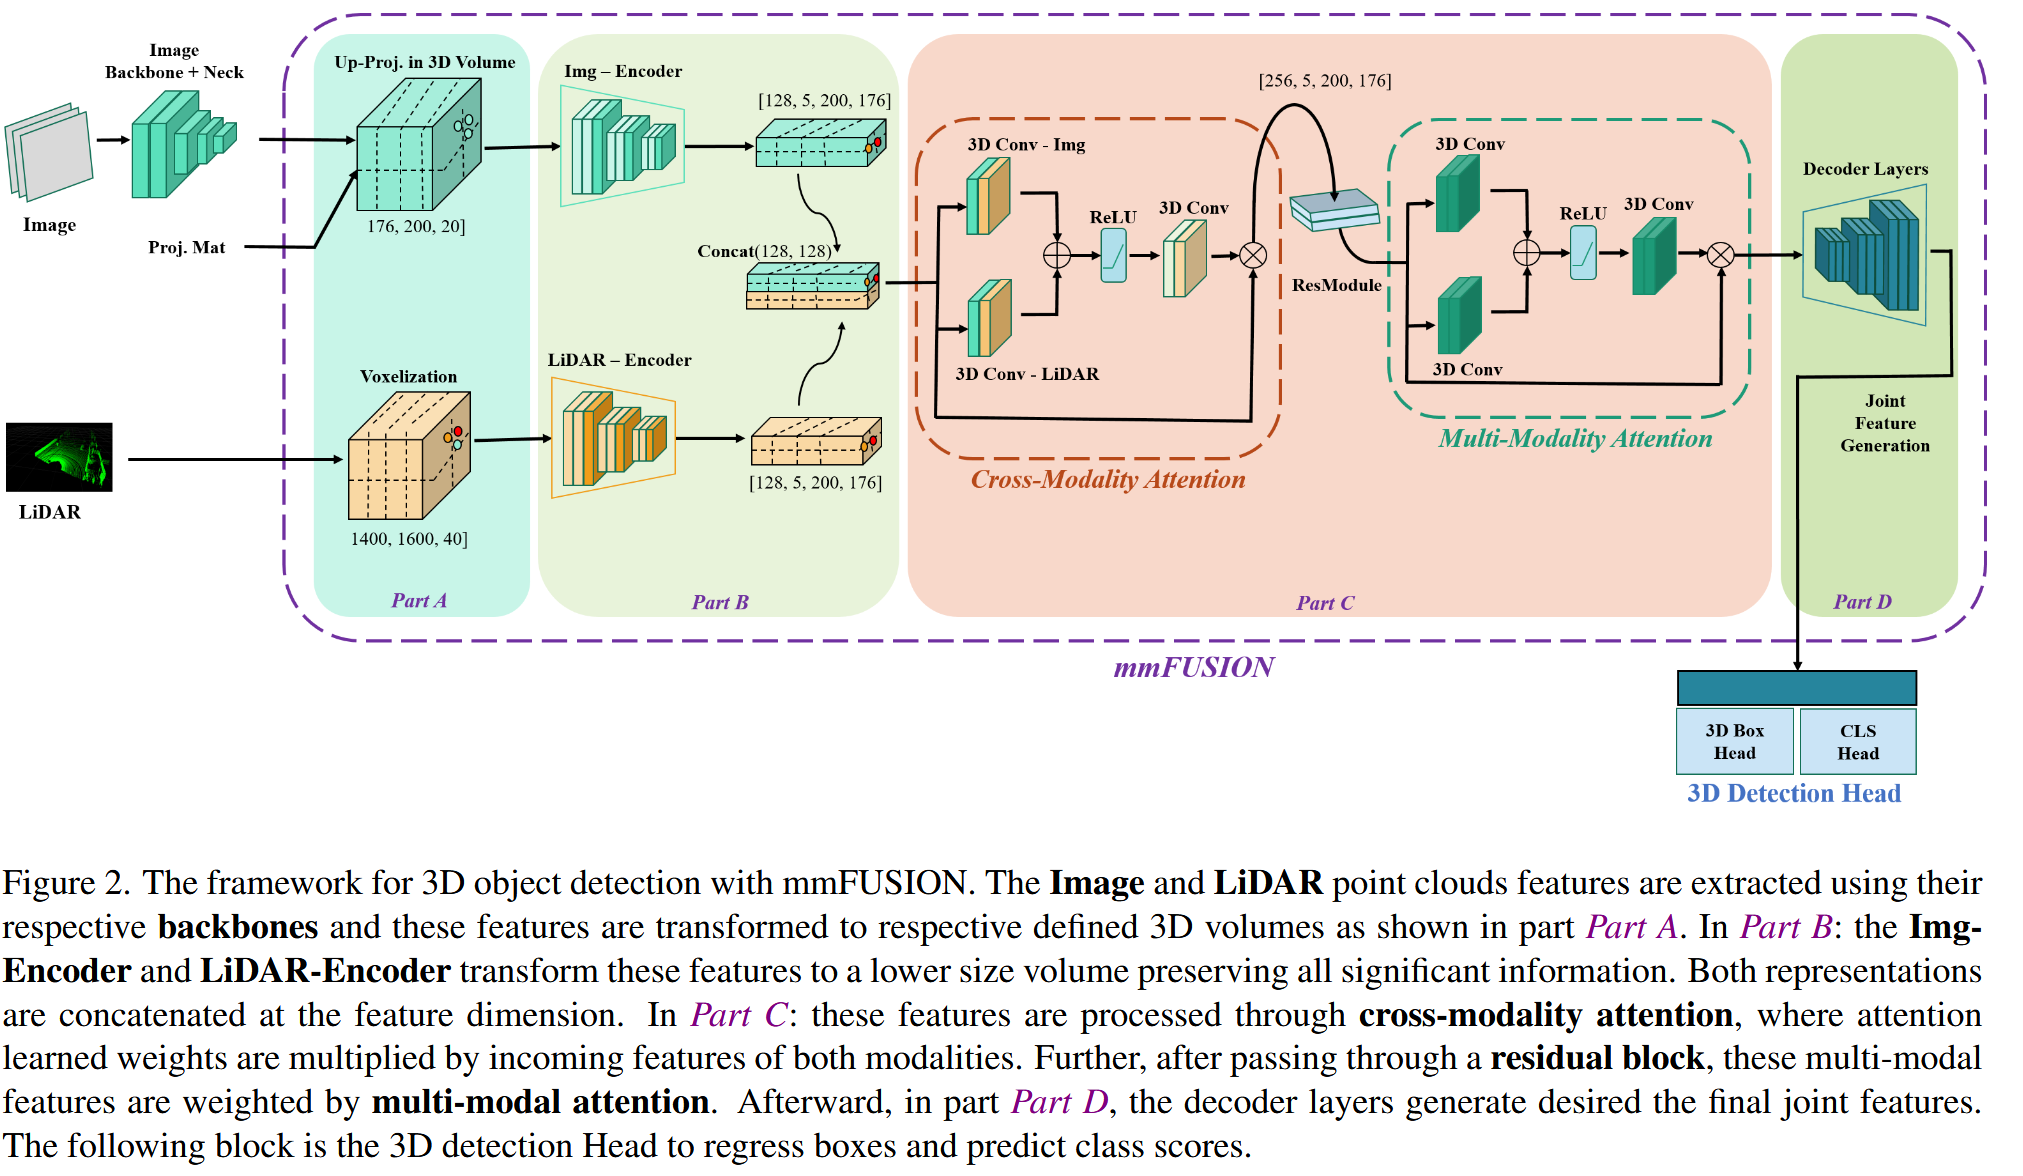 Image
Backbone + Neck
Image
Proj. Mat
LiDAR
Up-Proj. in 3D Volume
176, 200, 20]
Voxelization
1400, 1600, 40]
Part A
Img – Encoder
[128, 5, 200, 176]
Concat(128, 128)
LiDAR – Encoder
[128, 5, 200, 176]
Part B
[256, 5, 200, 176]
3D Conv - Img
ReLU
3D Conv
3D Conv - LiDAR
Cross-Modality Attention
ResModule
3D Conv
ReLU
3D Conv
3D Conv
Multi-Modality Attention
Part C
Decoder Layers
Joint
Feature
Generation
Part D
mmFUSION
3D Box
Head
CLS
Head
3D Detection Head
Figure 2. The framework for 3D object detection with mmFUSION. The Image and LiDAR point clouds features are extracted using their
respective backbones and these features are transformed to respective defined 3D volumes as shown in part Part A. In Part B: the Img-
Encoder and LiDAR-Encoder transform these features to a lower size volume preserving all significant information. Both representations
are concatenated at the feature dimension. In Part C: these features are processed through cross-modality attention, where attention
learned weights are multiplied by incoming features of both modalities. Further, after passing through a residual block, these multi-modal
features are weighted by multi-modal attention. Afterward, in part Part D, the decoder layers generate desired the final joint features.
The following block is the 3D detection Head to regress boxes and predict class scores.